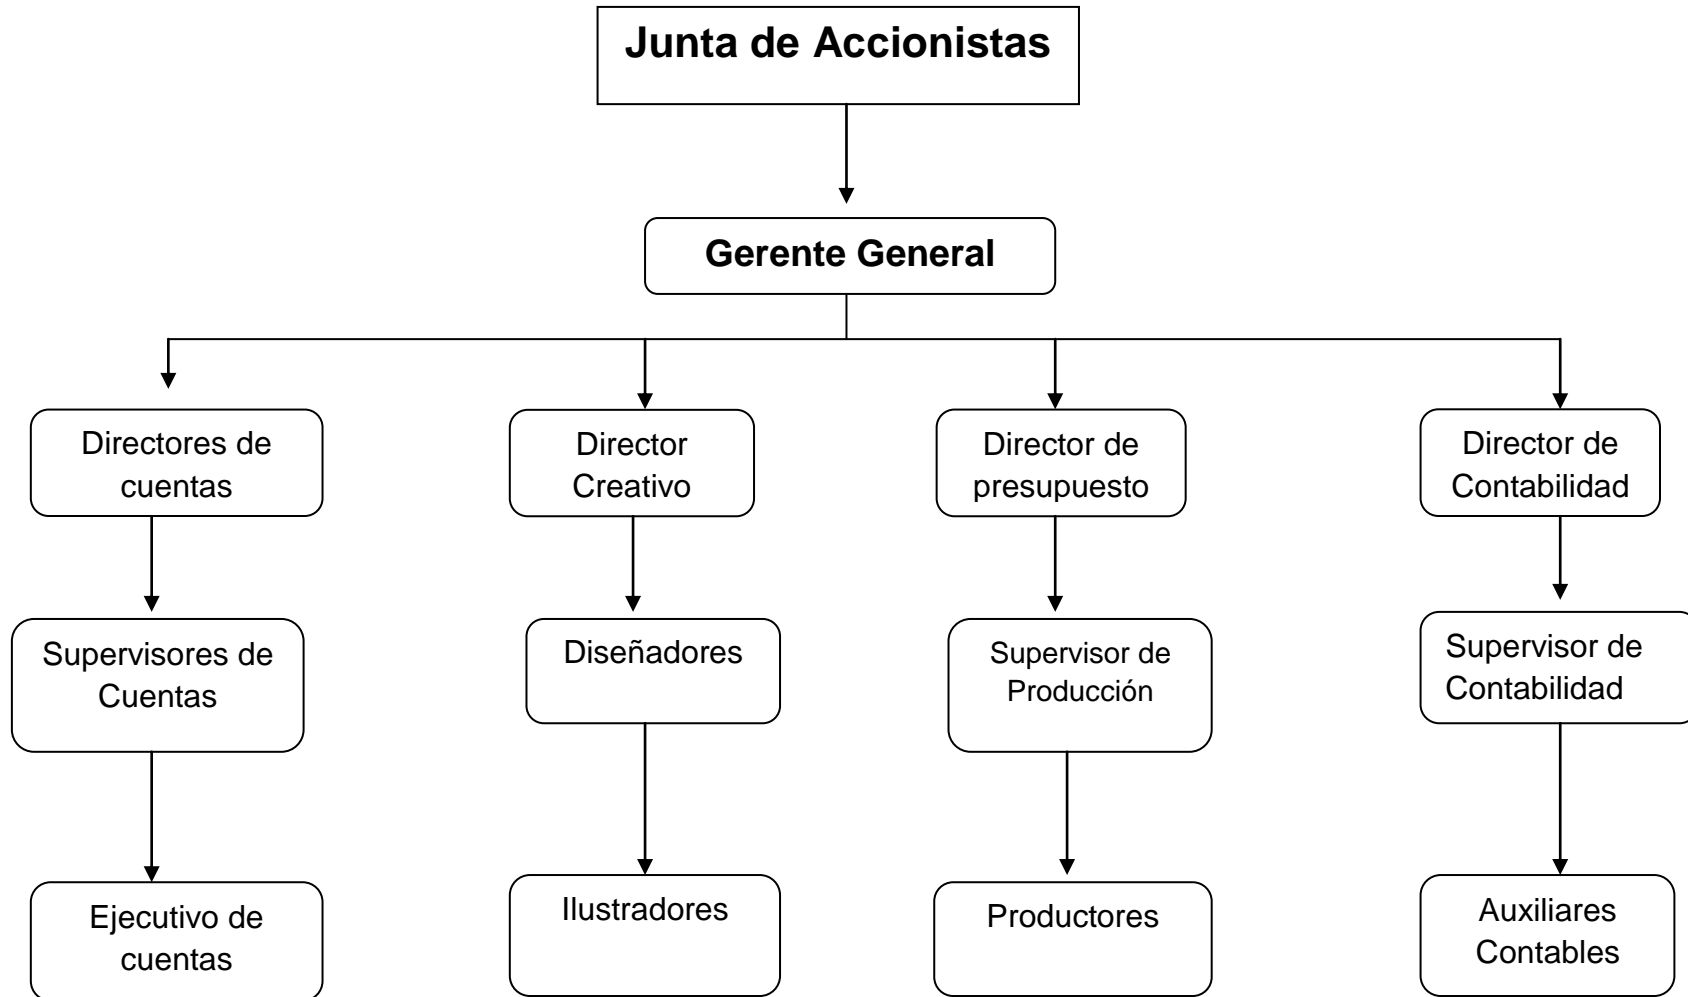 Junta de Accionistas
Gerente General
Directores de
cuentas
Director
Creativo
Director de
presupuesto
Director de
Contabilidad
Supervisores de
Cuentas
Diseñadores
Supervisor de
Producción
Supervisor de
Contabilidad
Ejecutivo de
cuentas
Ilustradores
Productores
Auxiliares
Contables